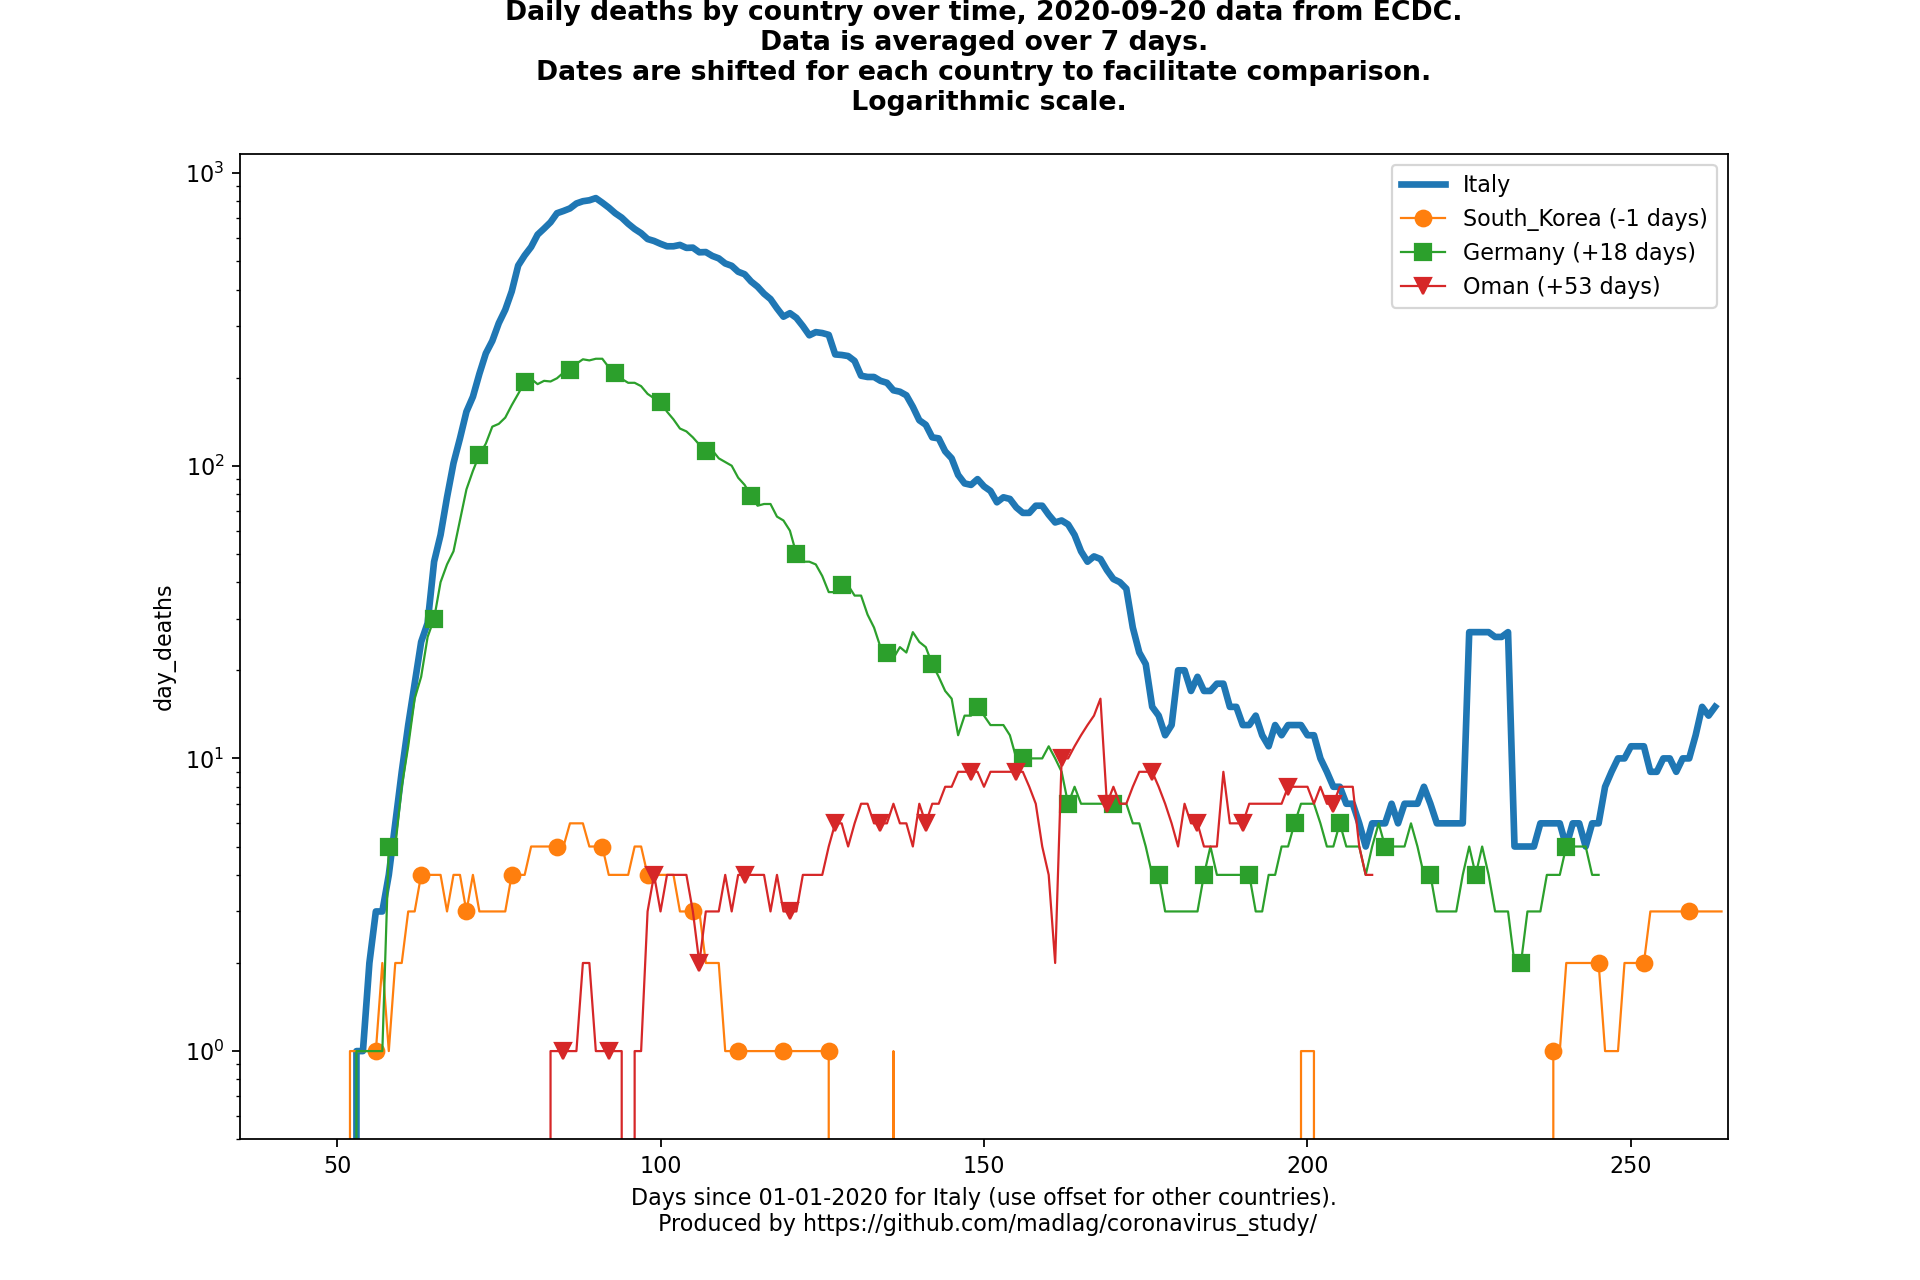 Daily deaths by country over time, 2020-09-20 data from ECDC.
Data is averaged over 7 days.
Dates are shifted for each country to facilitate comparison.
Logarithmic scale.
10³
10²
10¹
10⁰
day_deaths
Italy
South_Korea (-1 days)
Germany (+18 days)
Oman (+53 days)
50 100 150 200 250
Days since 01-01-2020 for Italy (use offset for other countries).
Produced by https://github.com/madlag/coronavirus_study/